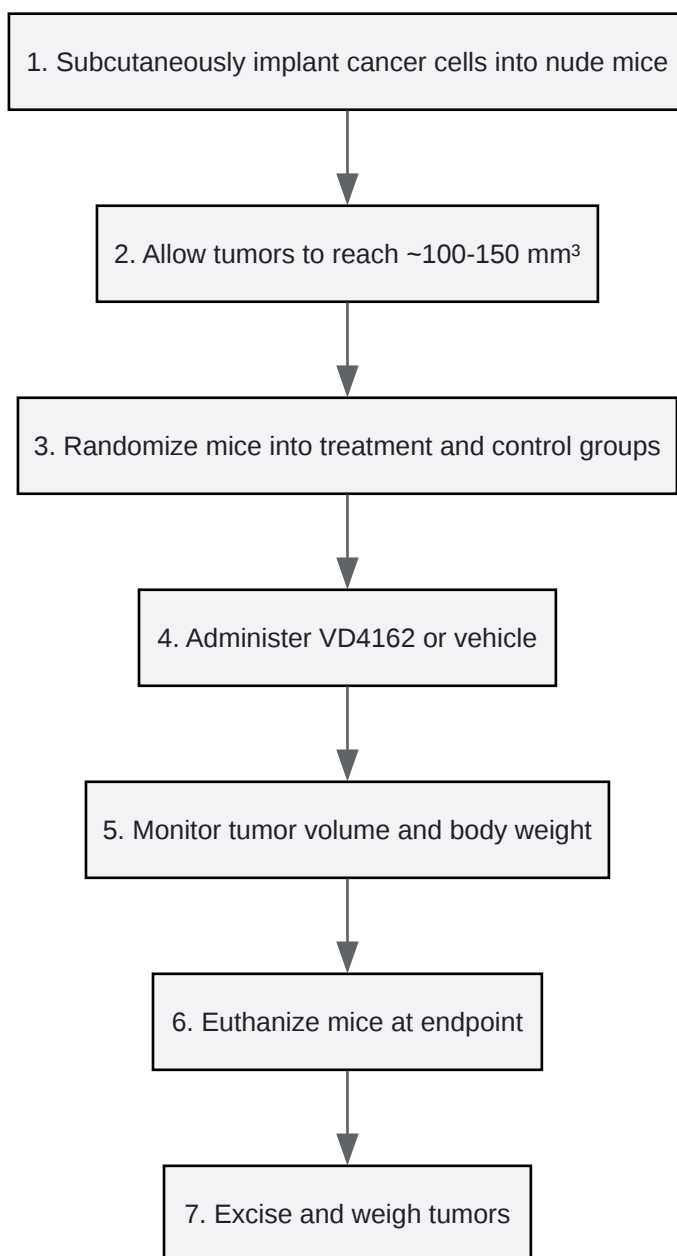 1. Subcutaneously implant cancer cells into nude mice
2. Allow tumors to reach ~100-150 mm³
3. Randomize mice into treatment and control groups
4. Administer VD4162 or vehicle
5. Monitor tumor volume and body weight
6. Euthanize mice at endpoint
7. Excise and weigh tumors